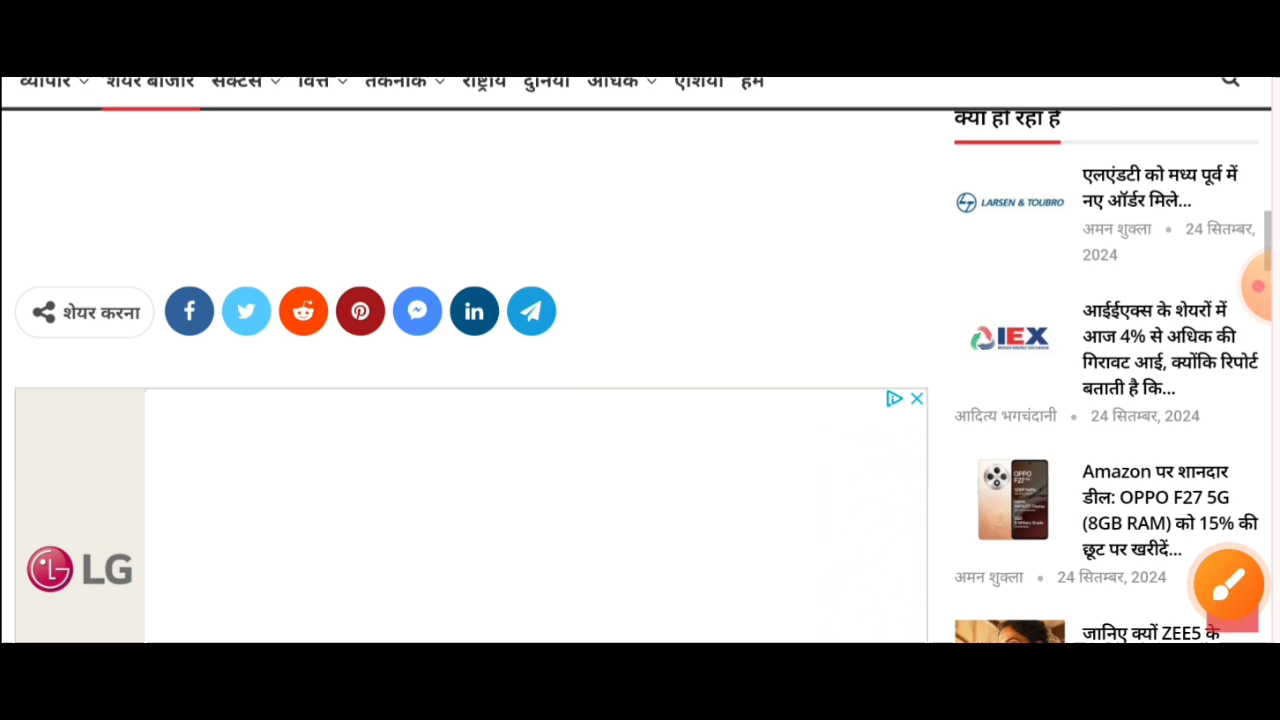 व्यापार शेयर बाजार सेक्टर्स वित्त तकनीक राष्ट्रीय दुनिया अधिक एशिया हम
क्या हो रहा है
LARSEN & TOUBRO
एलएंडटी को मध्य पूर्व में
नए ऑर्डर मिले...
अमन शुक्ला • 24 सितम्बर,
2024
शेयर करना
IEX
आईईएक्स के शेयरों में
आज 4% से अधिक की
गिरावट आई, क्योंकि रिपोर्ट
बताती है कि...
आदित्य भगचंदानी • 24 सितम्बर, 2024
OPPO
F27
Amazon पर शानदार
डील: OPPO F27 5G
(8GB RAM) को 15% की
छूट पर खरीदें...
अमन शुक्ला • 24 सितम्बर, 2024
LG
जानिए क्यों ZEE5 के